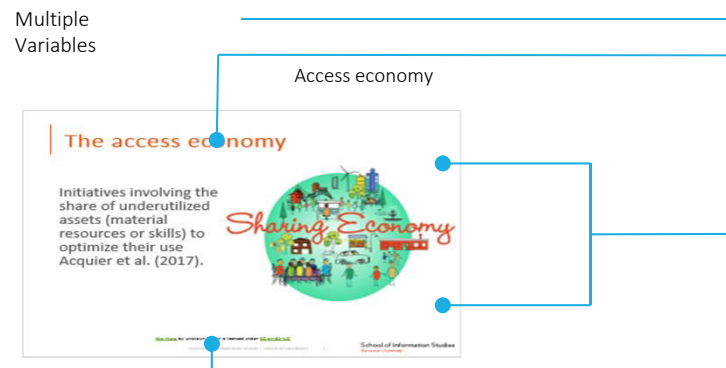 Multiple
Variables
Access economy
The access economy
Initiatives involving the
share of underutilized
assets (material
resources or skills) to
optimize their use
Acquier et al. (2017).
Sharing Economy
School of Information Studies